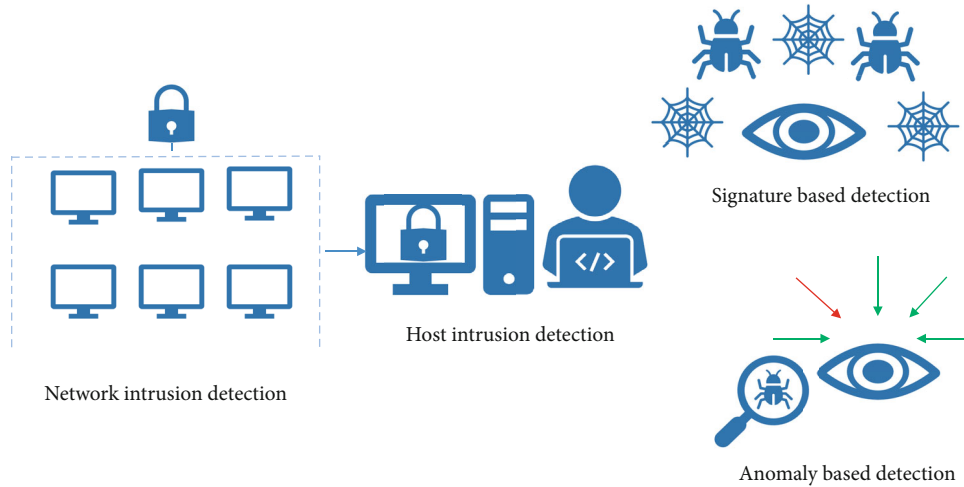 Signature based detection
</>
Host intrusion detection
Network intrusion detection
Anomaly based detection